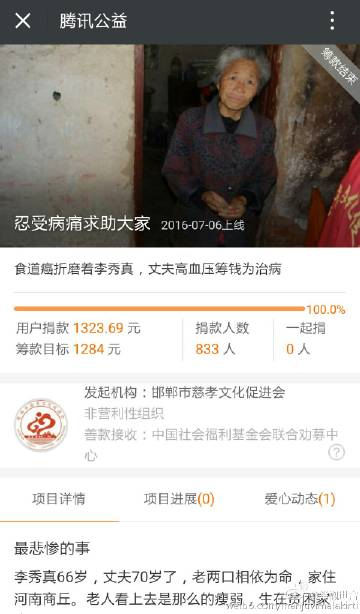 腾讯公益
筹款结束
忍受病痛求助大家 2016-07-06上线
食道癌折磨着李秀真，丈夫高血压筹钱为治病
100.0%
用户捐款 1323.69 元 捐款人数 一起捐
筹款目标 1284 元 833 人 0 人
发起机构：邯郸市慈孝文化促进会
非营利性组织
善款接收：中国社会福利基金会联合劝募中
心
?
项目详情 项目进展(0) 爱心动态(1)
最悲惨的事
李秀真66岁，丈夫70岁了，老两口相依为命，家住
河南商丘。老人看上去是那么的瘦弱，生在贫困家